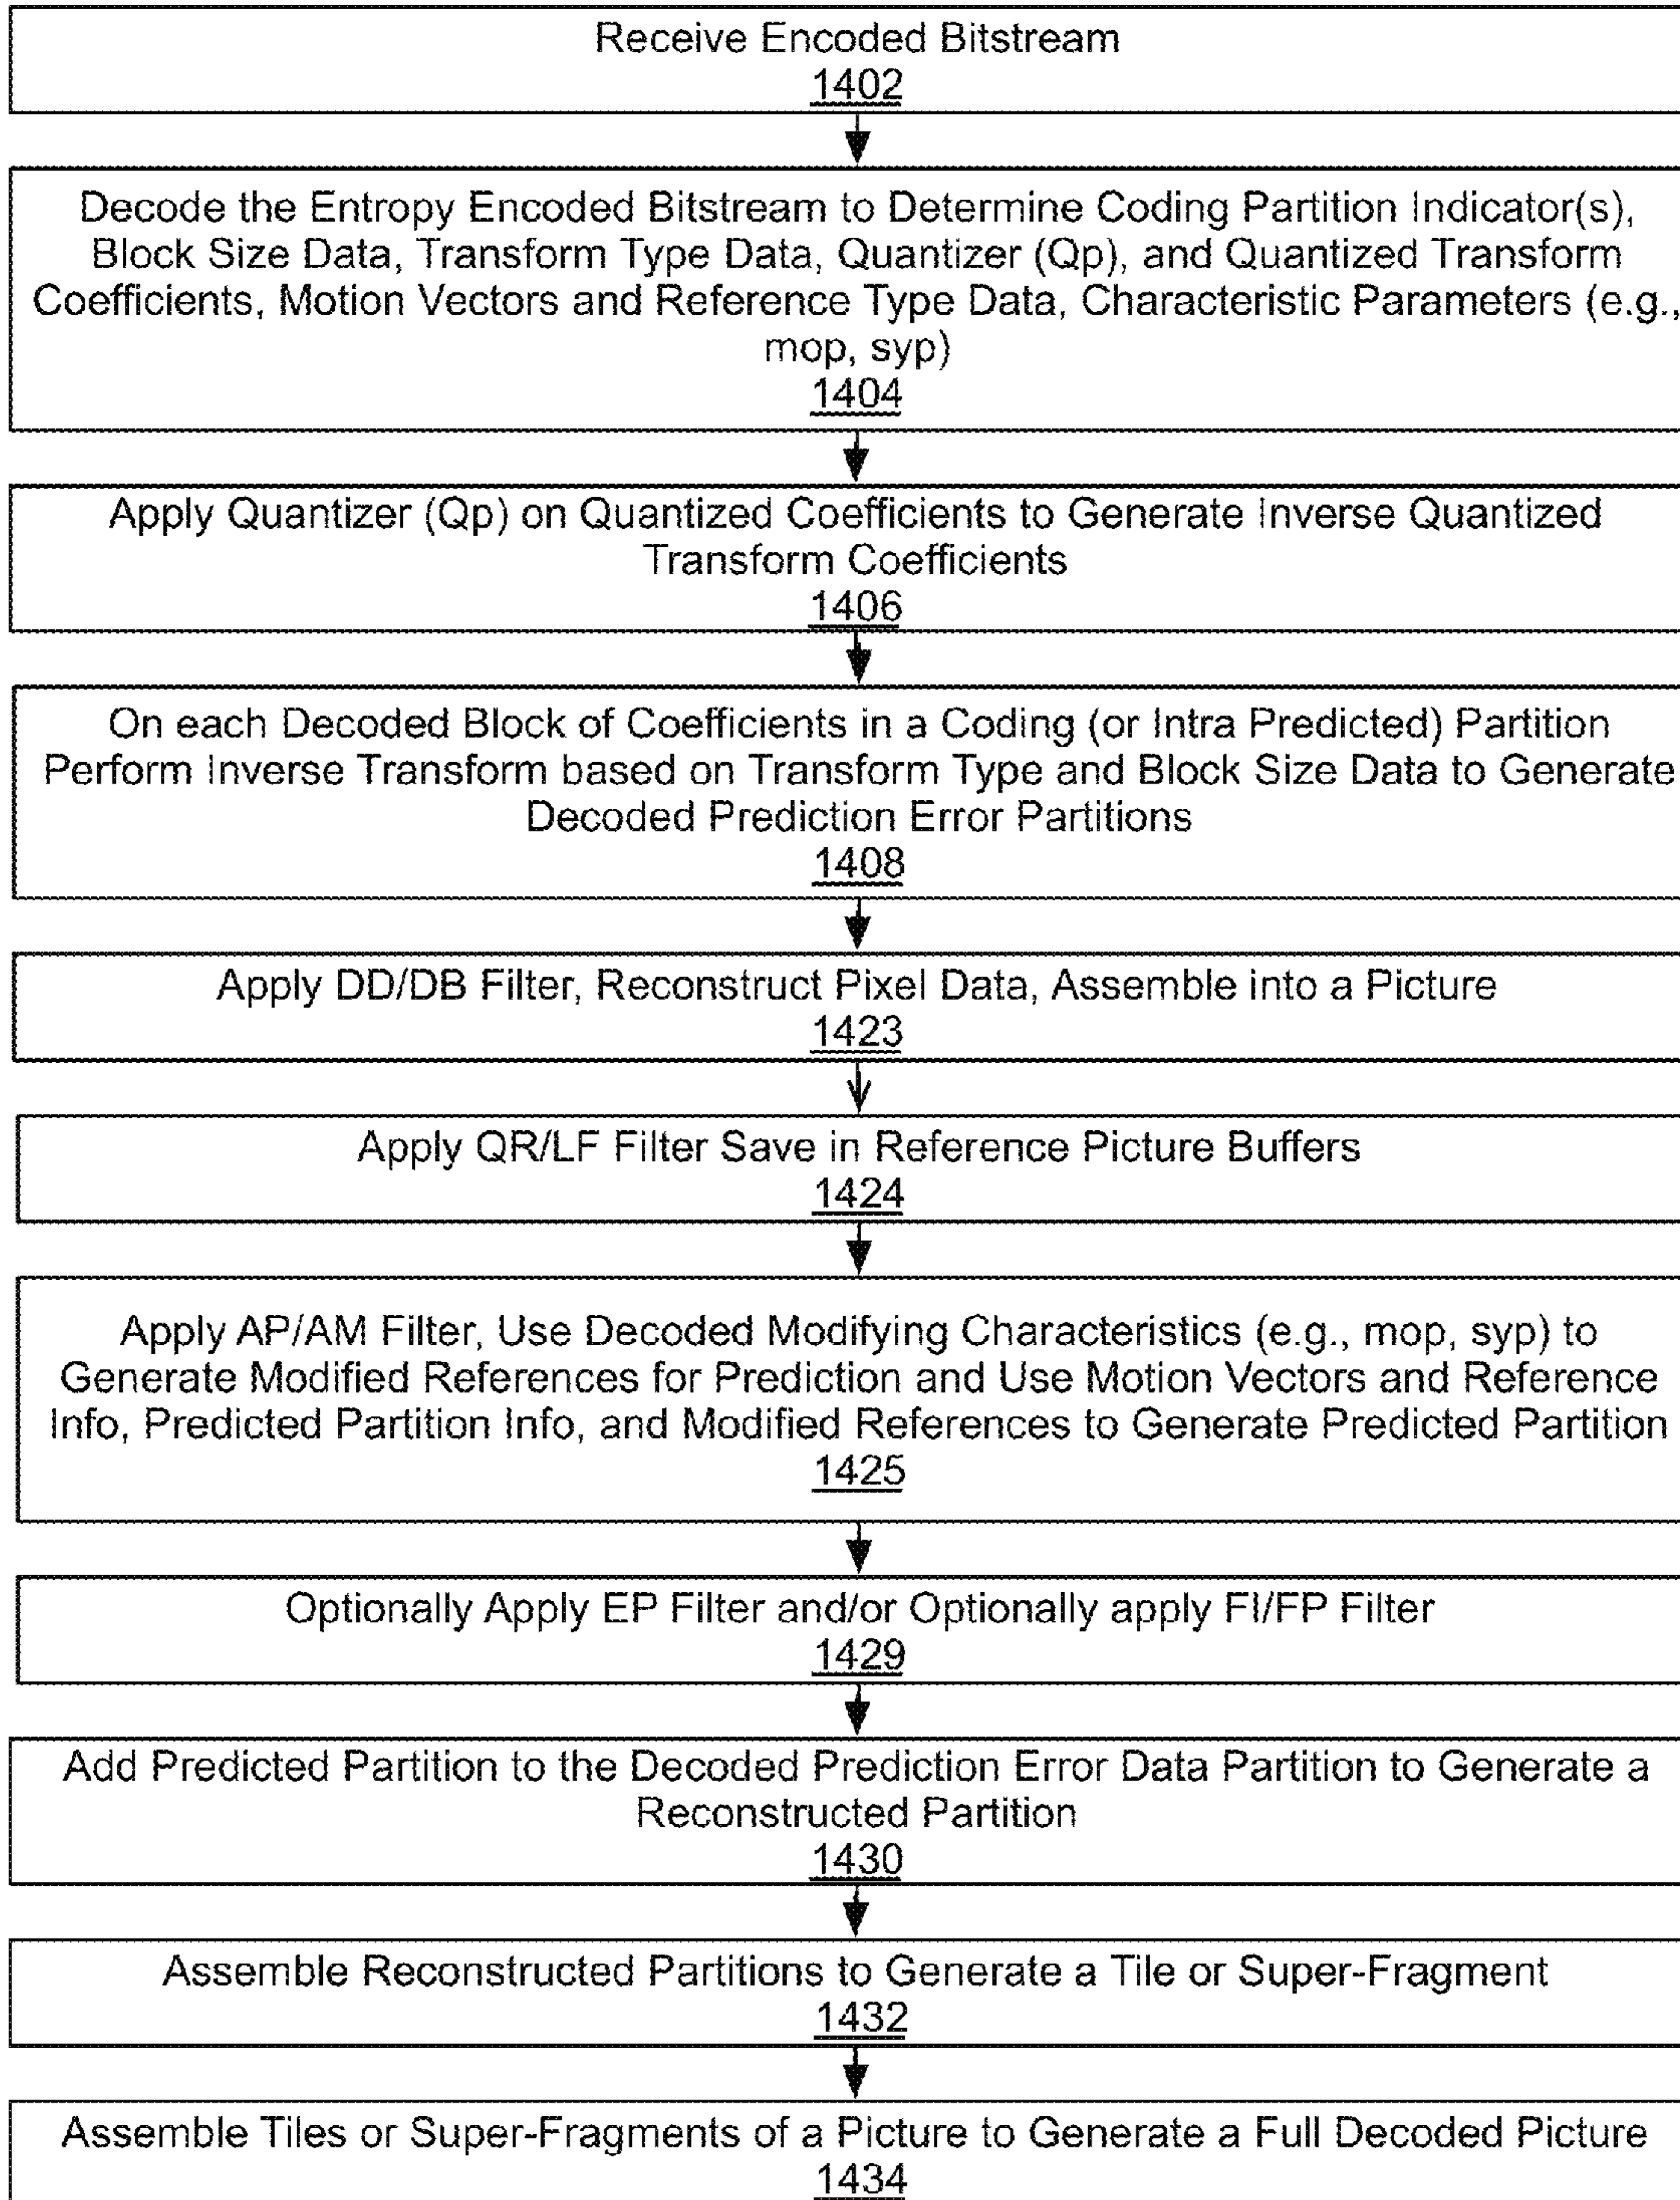 Receive Encoded Bitstream
1402
Decode the Entropy Encoded Bitstream to Determine Coding Partition Indicator(s),
Block Size Data, Transform Type Data, Quantizer (Qp), and Quantized Transform
Coefficients, Motion Vectors and Reference Type Data, Characteristic Parameters (e.g.,
mop, syp)
1404
Apply Quantizer (Qp) on Quantized Coefficients to Generate Inverse Quantized
Transform Coefficients
1406
On each Decoded Block of Coefficients in a Coding (or Intra Predicted) Partition
Perform Inverse Transform based on Transform Type and Block Size Data to Generate
Decoded Prediction Error Partitions
1408
Apply DD/DB Filter, Reconstruct Pixel Data, Assemble into a Picture
1423
Apply QR/LF Filter Save in Reference Picture Buffers
1424
Apply AP/AM Filter, Use Decoded Modifying Characteristics (e.g., mop, syp) to
Generate Modified References for Prediction and Use Motion Vectors and Reference
Info, Predicted Partition Info, and Modified References to Generate Predicted Partition
1425
Optionally Apply EP Filter and/or Optionally apply FI/FP Filter
1429
Add Predicted Partition to the Decoded Prediction Error Data Partition to Generate a
Reconstructed Partition
1430
Assemble Reconstructed Partitions to Generate a Tile or Super-Fragment
1432
Assemble Tiles or Super-Fragments of a Picture to Generate a Full Decoded Picture
1434